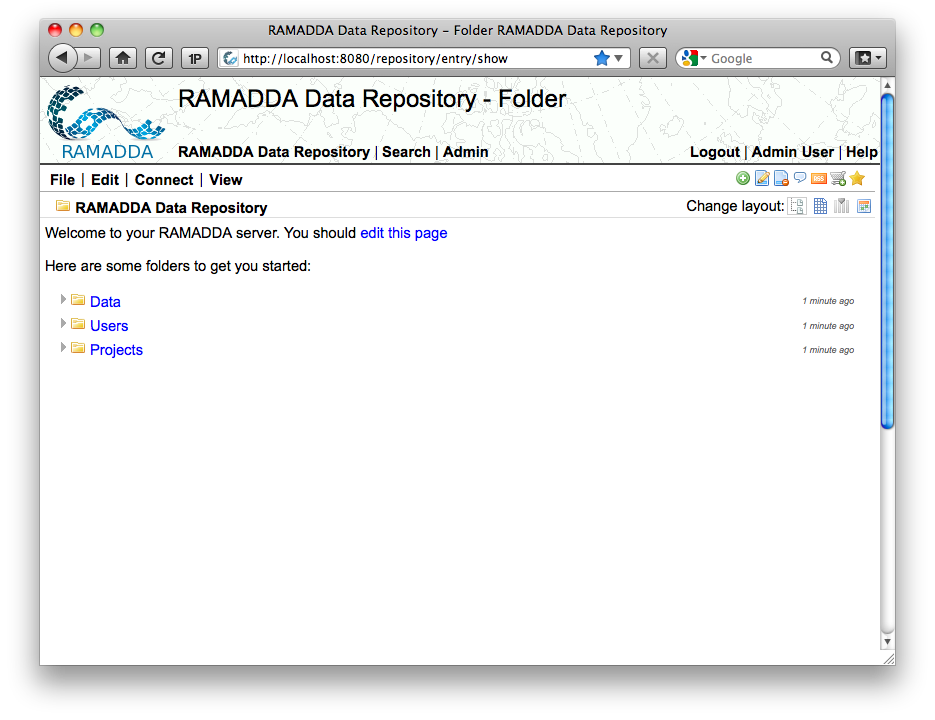 RAMADDA Data Repository – Folder RAMADDA Data Repository
1P http://localhost:8080/repository/entry/show Google
RAMADDA Data Repository - Folder
RAMADDA
RAMADDA Data Repository | Search | Admin Logout | Admin User | Help
File | Edit | Connect | View RSS
RAMADDA Data Repository Change layout:
Welcome to your RAMADDA server. You should edit this page
Here are some folders to get you started:
Data 1 minute ago
Users 1 minute ago
Projects 1 minute ago